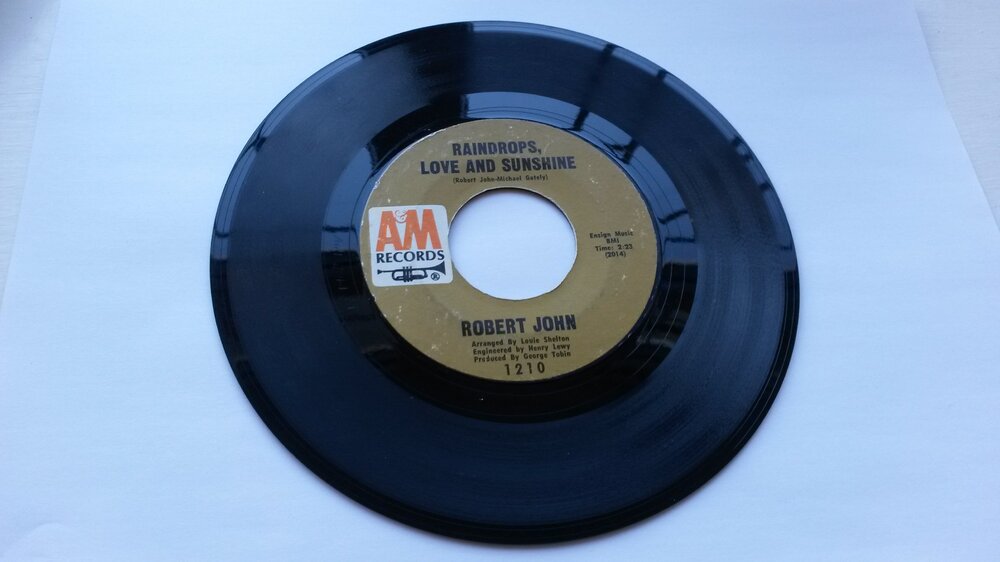 RAINDROPS,
LOVE AND SUNSHINE
(Robert John-Michael Gately)
A&M
RECORDS
®
Ensign Music
BMI
Time: 2:23
(2014)
ROBERT JOHN
Arranged By Louie Shelton
Engineered by Henry Lewy
Produced By George Tobin
1210